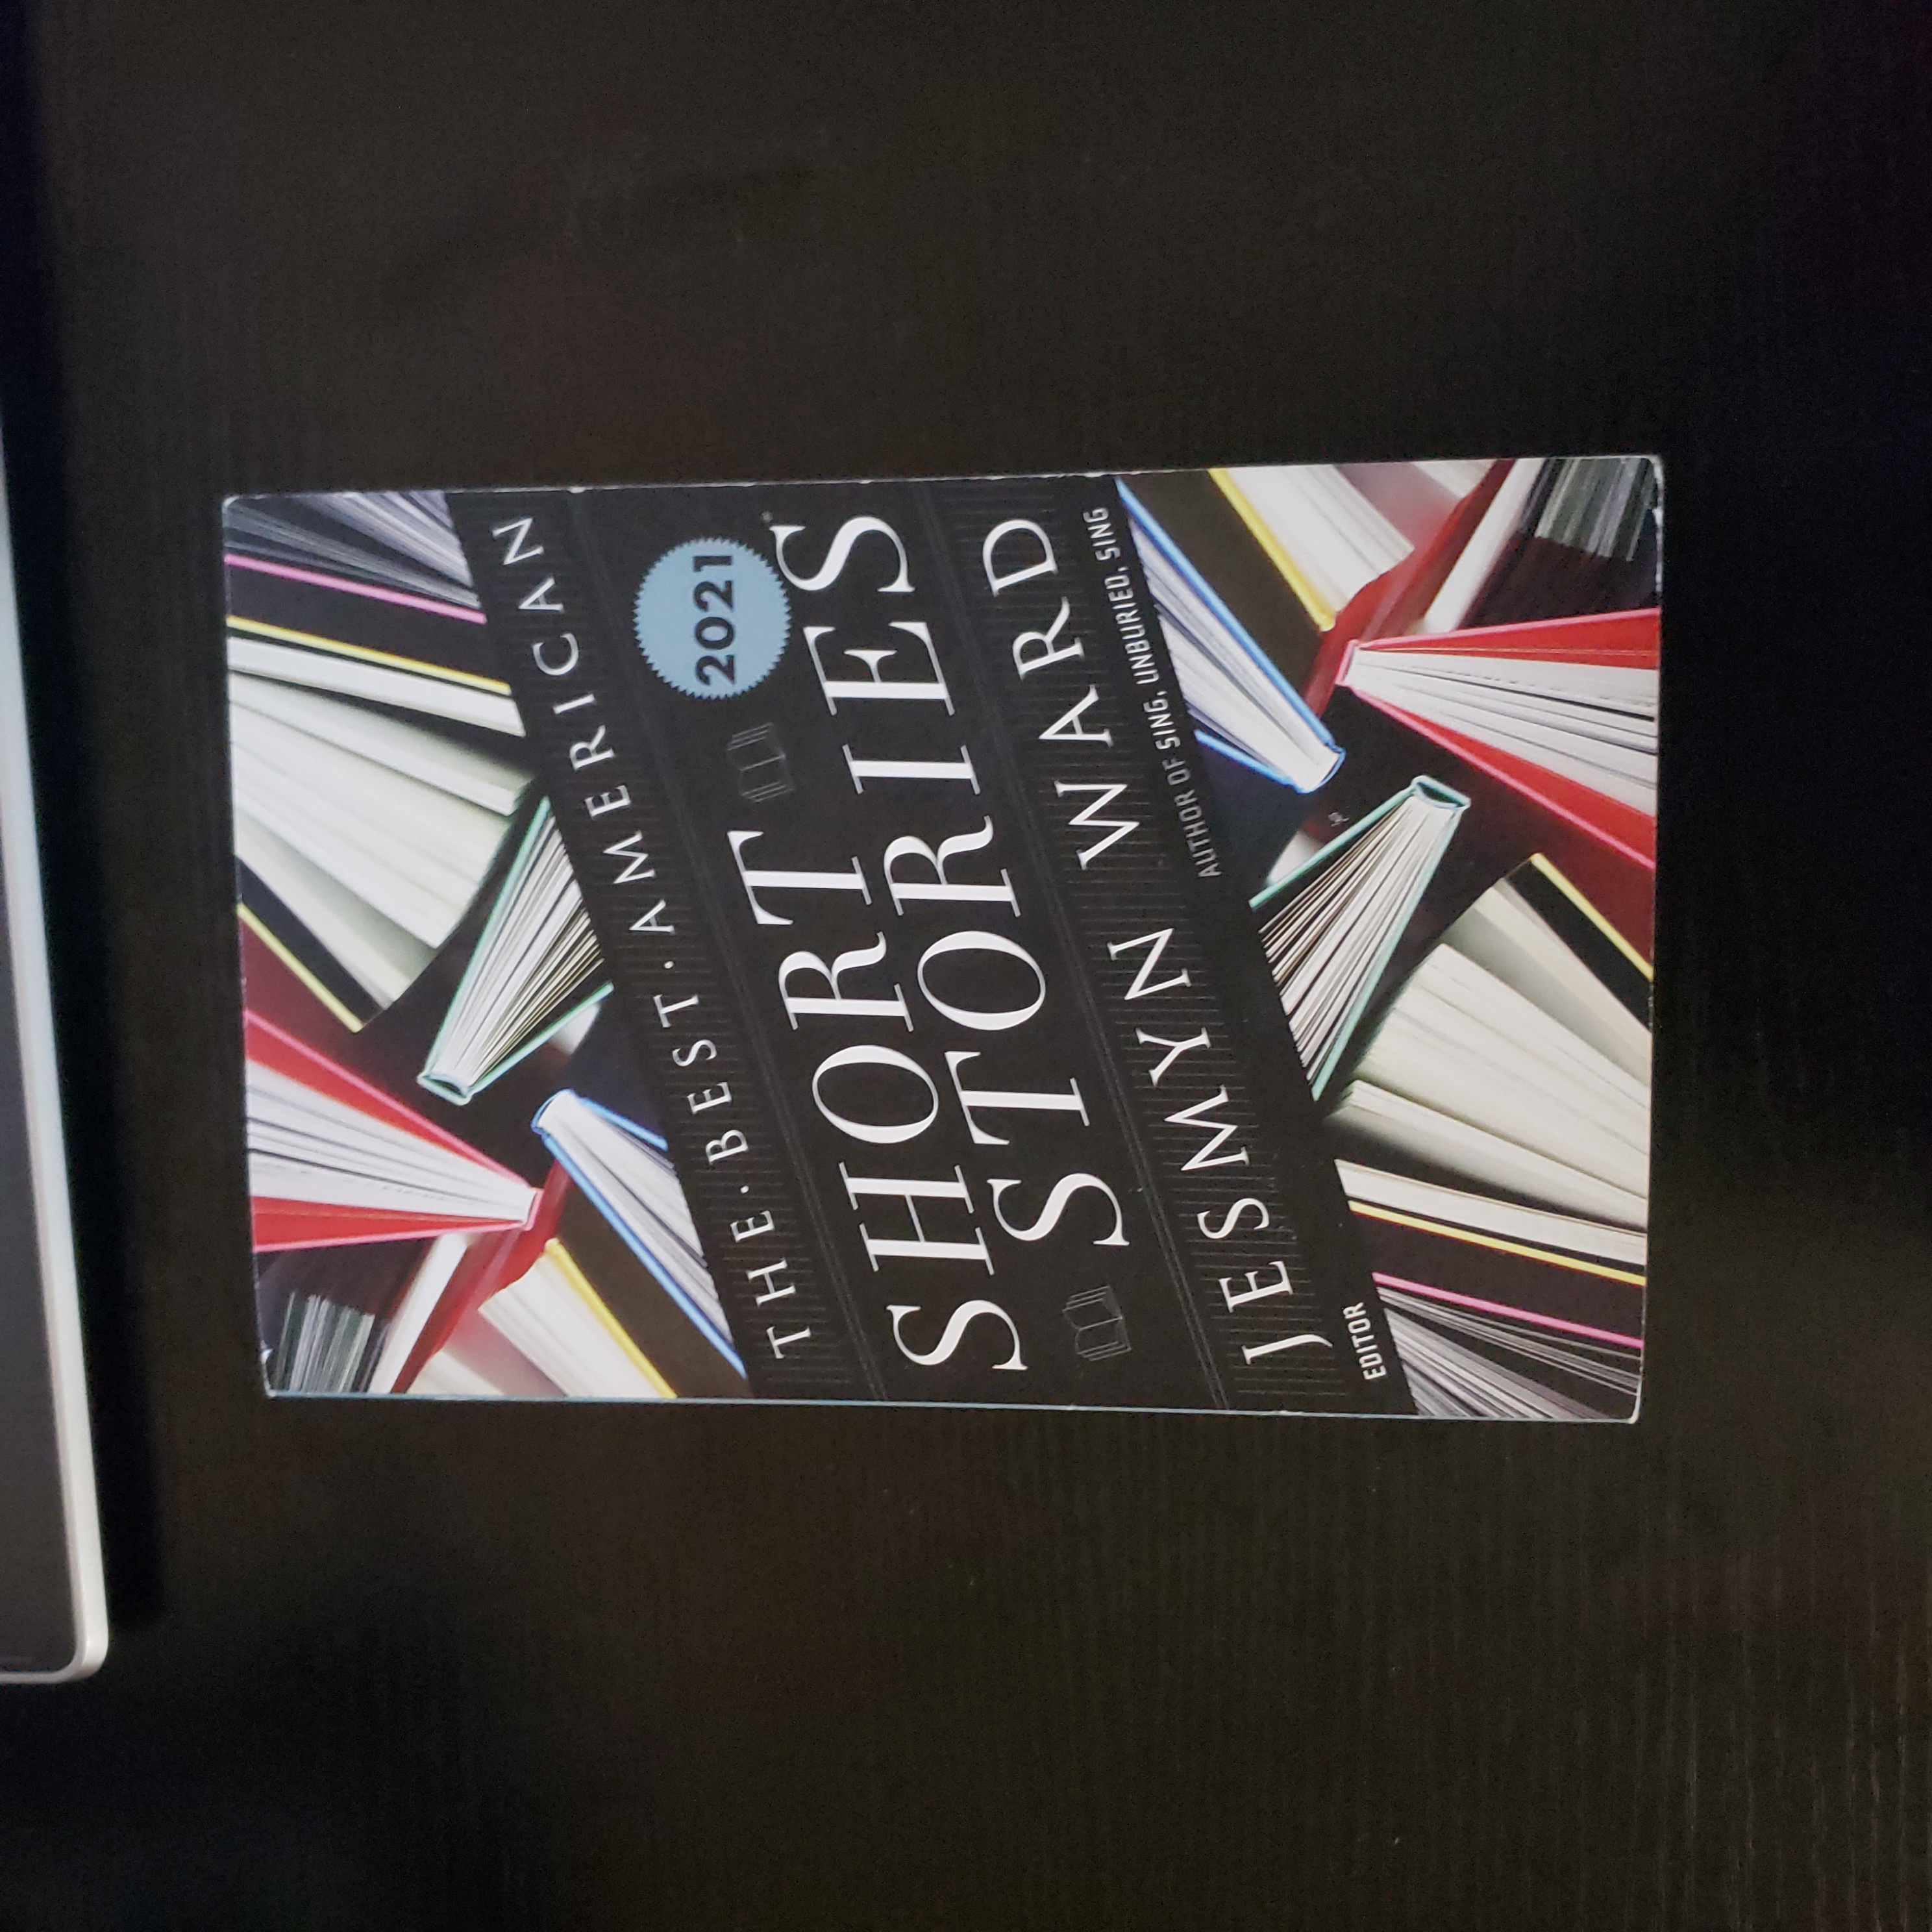 THE·BEST·AMERICAN
2021
SHORT
STORIES
JESMYN WARD
EDITOR
AUTHOR OF SING, UNBURIED, SING